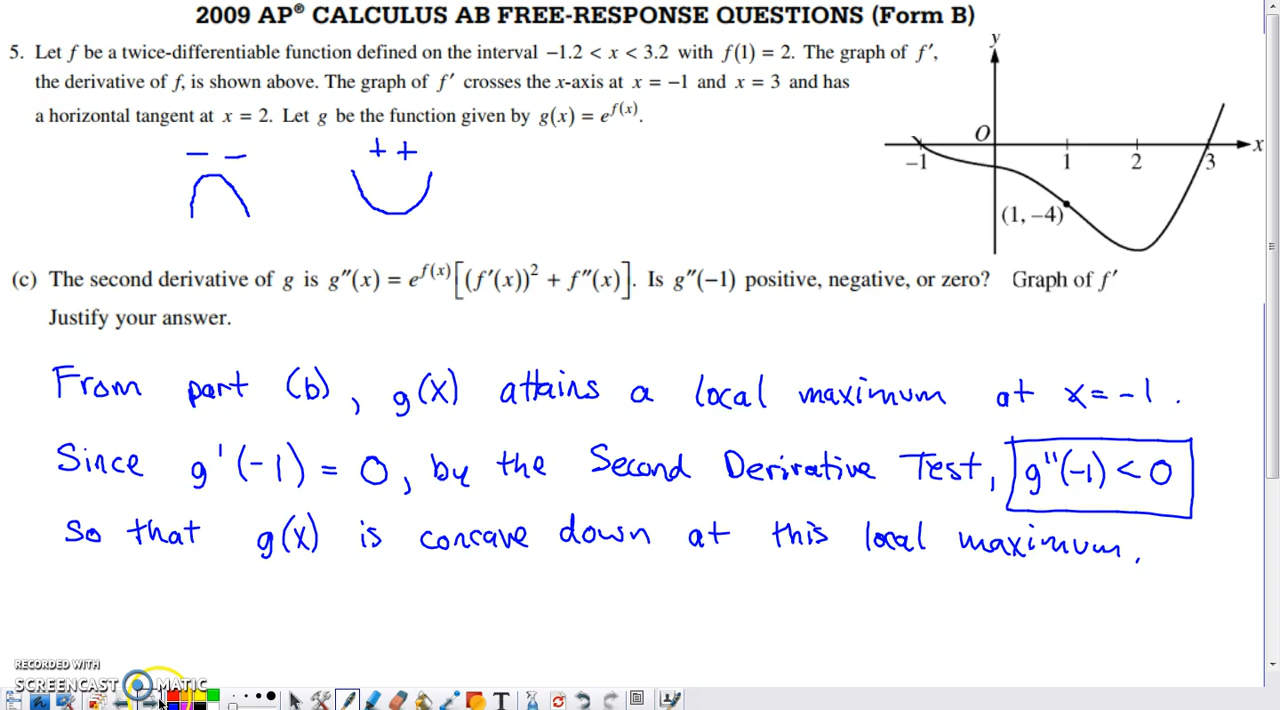 2009 AP® CALCULUS AB FREE-RESPONSE QUESTIONS (Form B)
5. Let f be a twice-differentiable function defined on the interval −1.2 < x < 3.2 with f(1) = 2. The graph of f′,
the derivative of f, is shown above. The graph of f′ crosses the x-axis at x = −1 and x = 3 and has
a horizontal tangent at x = 2. Let g be the function given by g(x) = e^{f(x)}.
− −
+ +
y
O
x
−1
1
2
3
(1, −4)
(c) The second derivative of g is g″(x) = e^{f(x)}[(f′(x))² + f″(x)]. Is g″(−1) positive, negative, or zero?
Graph of f′
Justify your answer.
From part (b), g(x) attains a local maximum at x = −1.
Since g'(-1) = 0, by the Second Derivative Test, g"(-1) < 0
so that g(x) is concave down at this local maximum.
RECORDED WITH
SCREENCAST MATIC
T